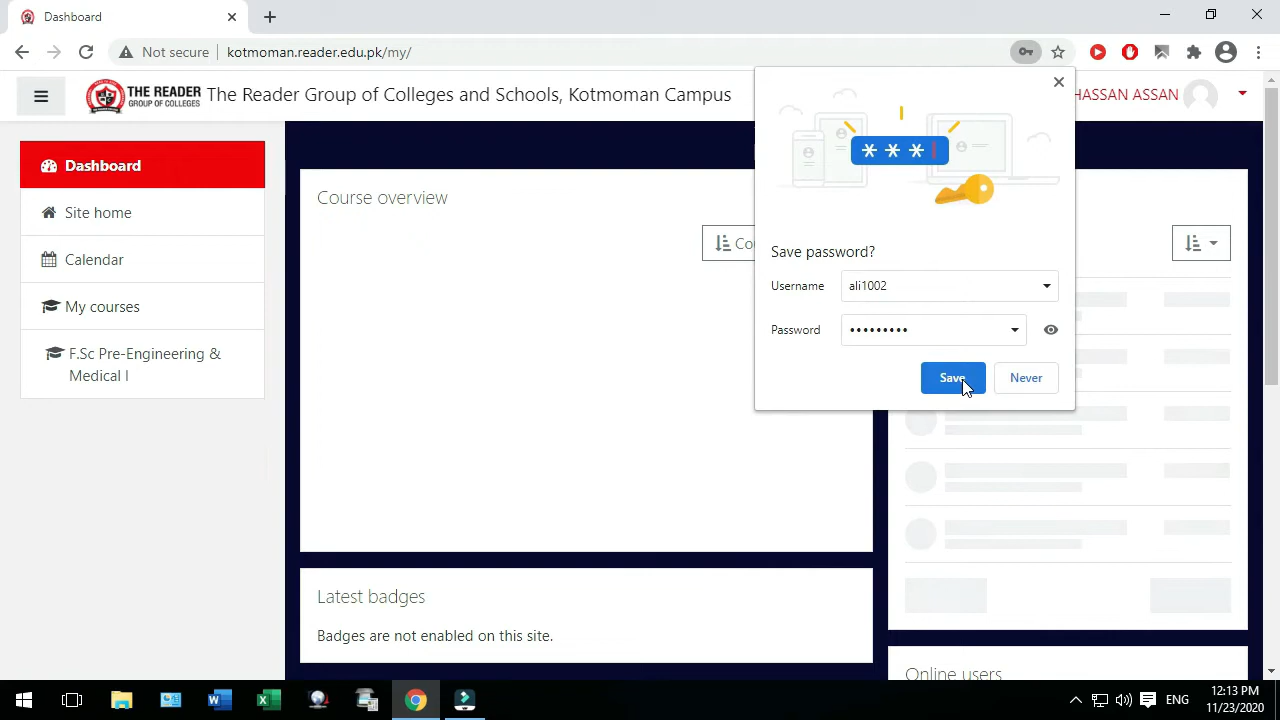 Dashboard
Not secure
kotmoman.reader.edu.pk/my/
THE READER
GROUP OF COLLEGES
The Reader Group of Colleges and Schools, Kotmoman Campus
HASSAN ASSAN
Dashboard
Site home
Calendar
My courses
F.Sc Pre-Engineering &
Medical I
Course overview
Cou
* * *
Save password?
Username
ali1002
Password
•••••••••
Save
Never
Latest badges
Badges are not enabled on this site.
Online users
ENG
12:13 PM
11/23/2020